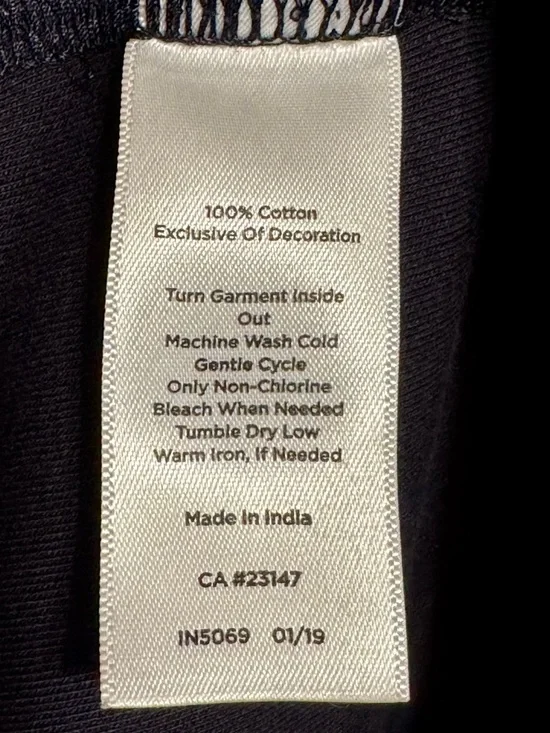 100% Cotton
Exclusive Of Decoration
Turn Garment Inside
Out
Machine Wash Cold
Gentle Cycle
Only Non-Chlorine
Bleach When Needed
Tumble Dry Low
Warm Iron, If Needed
Made In India
CA #23147
IN5069 01/19